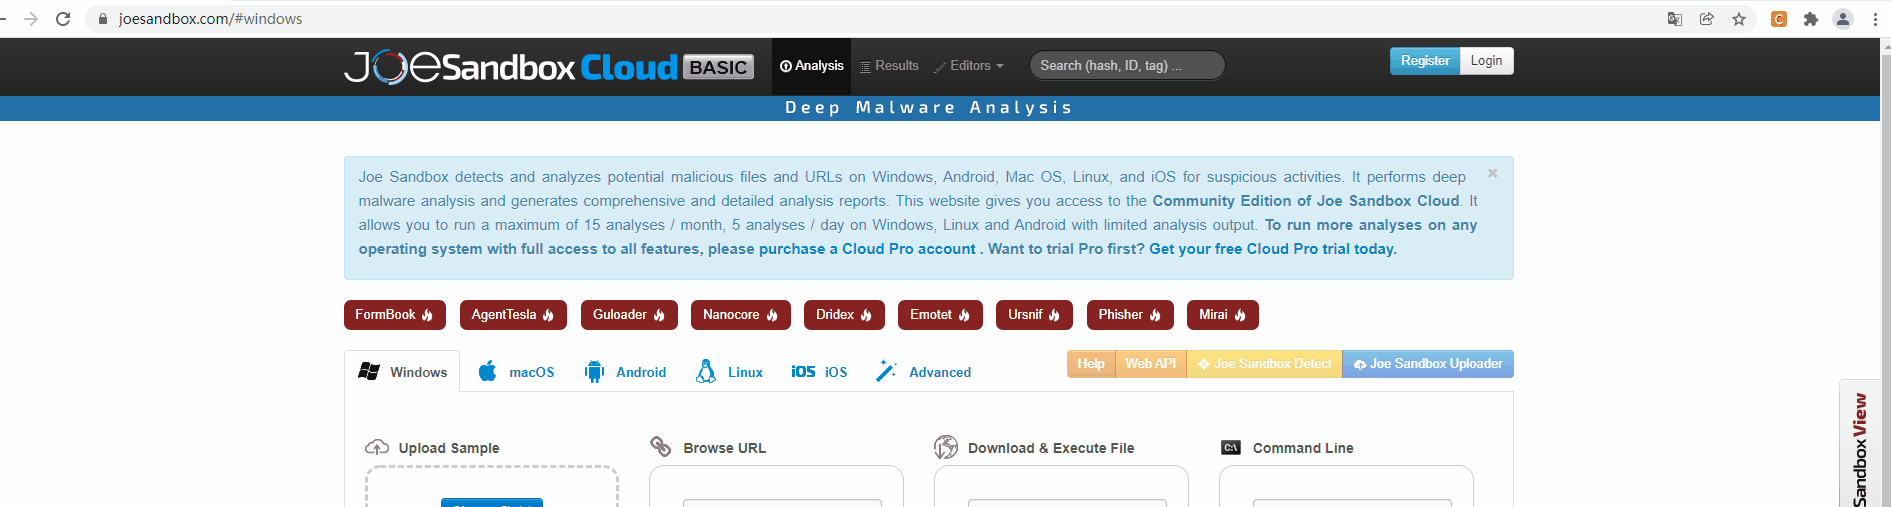 joesandbox.com/#windows
JOeSandbox Cloud BASIC
Analysis
Results
Editors
Search (hash, ID, tag) ...
Register
Login
Deep Malware Analysis
Joe Sandbox detects and analyzes potential malicious files and URLs on Windows, Android, Mac OS, Linux, and iOS for suspicious activities. It performs deep
malware analysis and generates comprehensive and detailed analysis reports. This website gives you access to the Community Edition of Joe Sandbox Cloud. It
allows you to run a maximum of 15 analyses / month, 5 analyses / day on Windows, Linux and Android with limited analysis output. To run more analyses on any
operating system with full access to all features, please purchase a Cloud Pro account . Want to trial Pro first? Get your free Cloud Pro trial today.
×
FormBook
AgentTesla
Guloader
Nanocore
Dridex
Emotet
Ursnif
Phisher
Mirai
Windows
macOS
Android
Linux
iOS iOS
Advanced
Help
Web API
Joe Sandbox Detect
Joe Sandbox Uploader
Upload Sample
Browse URL
Download & Execute File
C:\ Command Line
Sandbox View